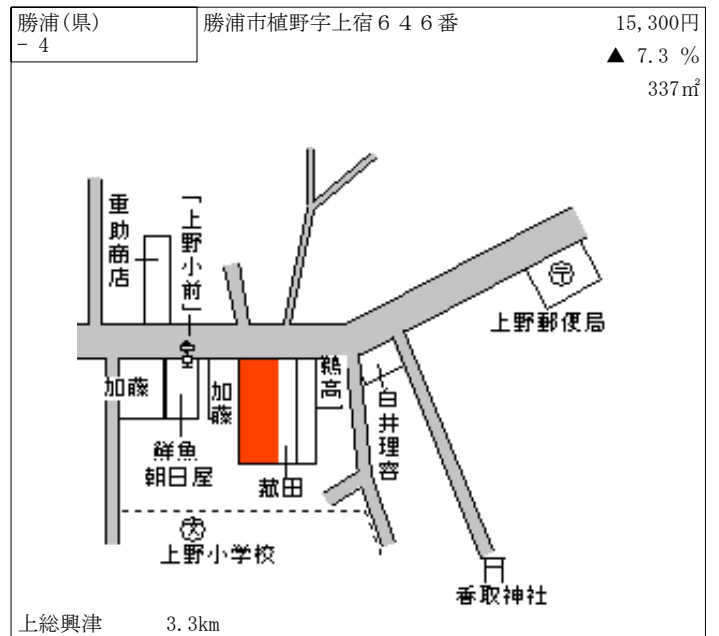 勝浦(県)
- 4
勝浦市植野字上宿６４６番
15,300円
▲ 7.3 %
337㎡
重助商店
「上野小前」
上野郵便局
加藤
鮮魚
朝日屋
加藤
鵜高
菰田
白井理容
上野小学校
香取神社
上総興津 3.3km